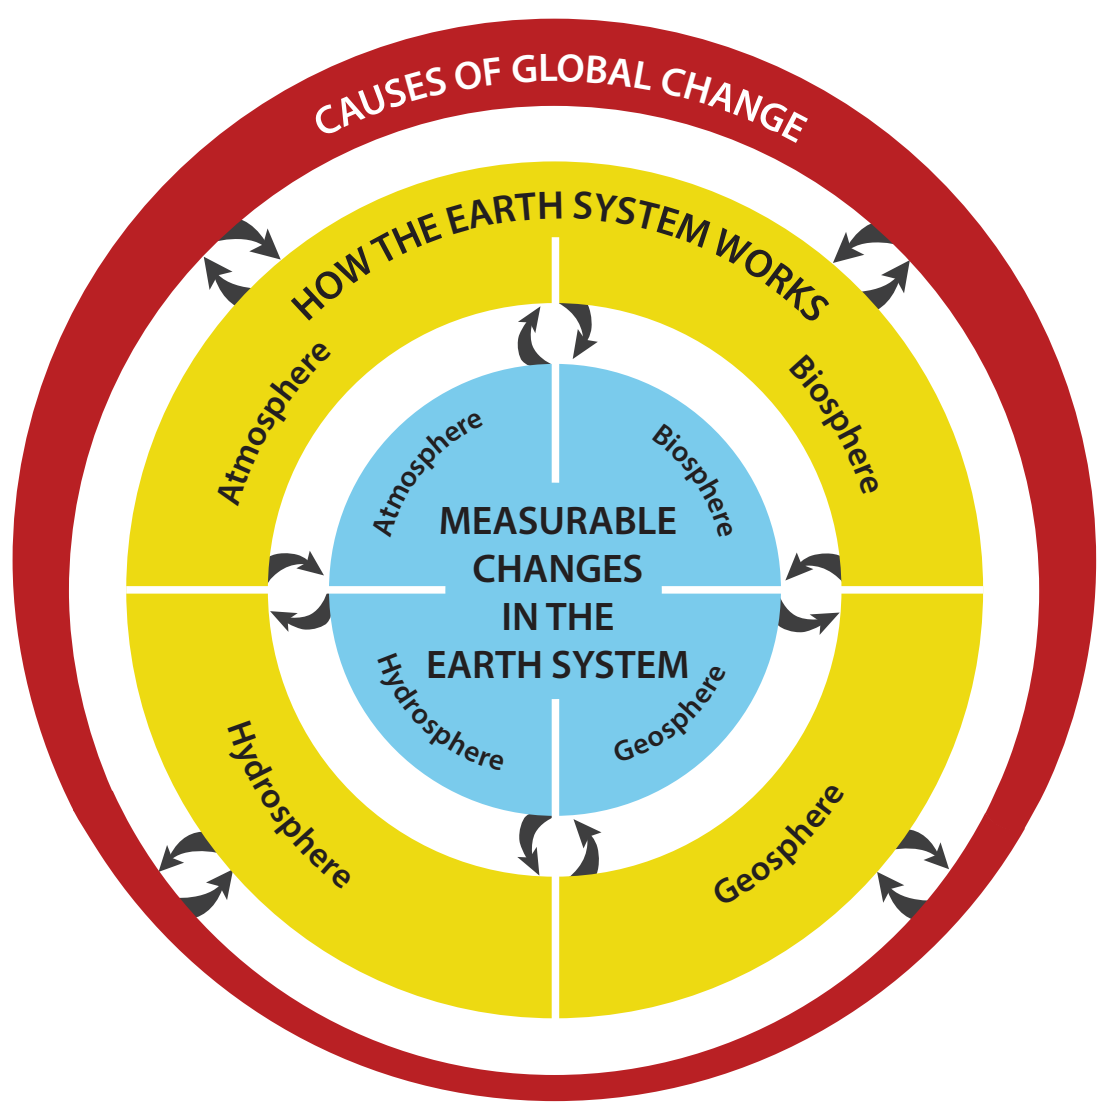 CAUSES OF GLOBAL CHANGE
HOW THE EARTH SYSTEM WORKS
Atmosphere
Biosphere
Atmosphere
Biosphere
MEASURABLE
CHANGES
IN THE
EARTH SYSTEM
Hydrosphere
Geosphere
Hydrosphere
Geosphere